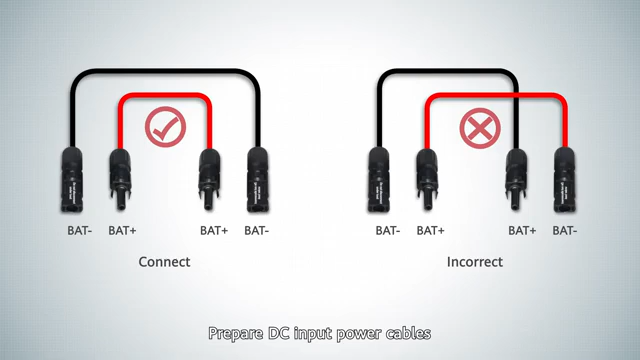 BAT- BAT+ BAT+ BAT- BAT- BAT+ BAT+ BAT-
Connect Incorrect
Prepare DC input power cables